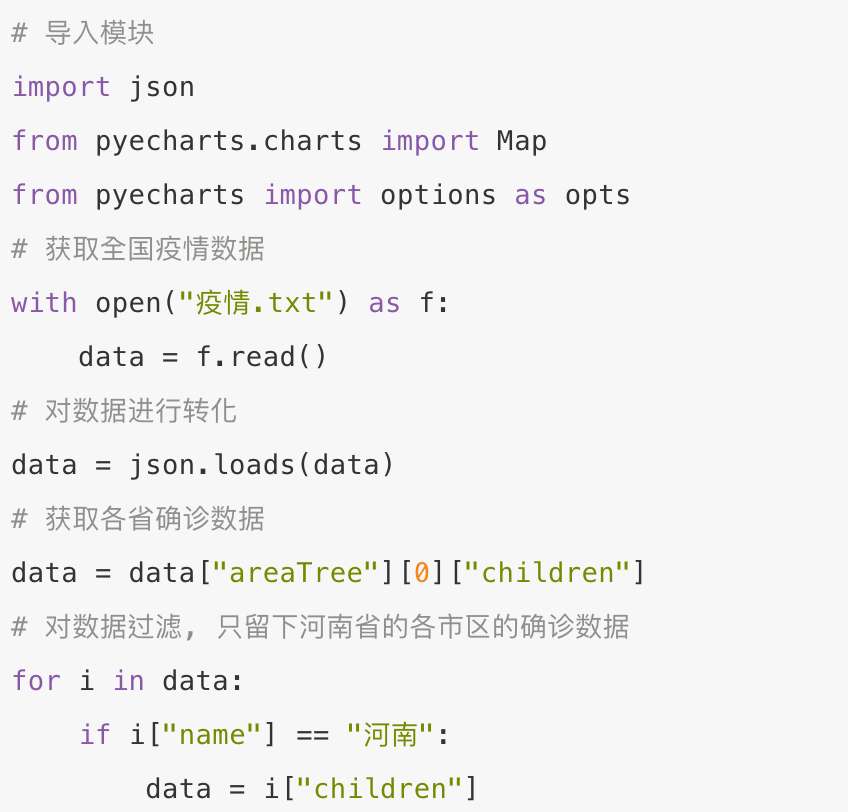 # 导入模块
import json
from pyecharts.charts import Map
from pyecharts import options as opts
# 获取全国疫情数据
with open("疫情.txt") as f:
    data = f.read()
# 对数据进行转化
data = json.loads(data)
# 获取各省确诊数据
data = data["areaTree"][0]["children"]
# 对数据过滤, 只留下河南省的各市区的确诊数据
for i in data:
    if i["name"] == "河南":
        data = i["children"]